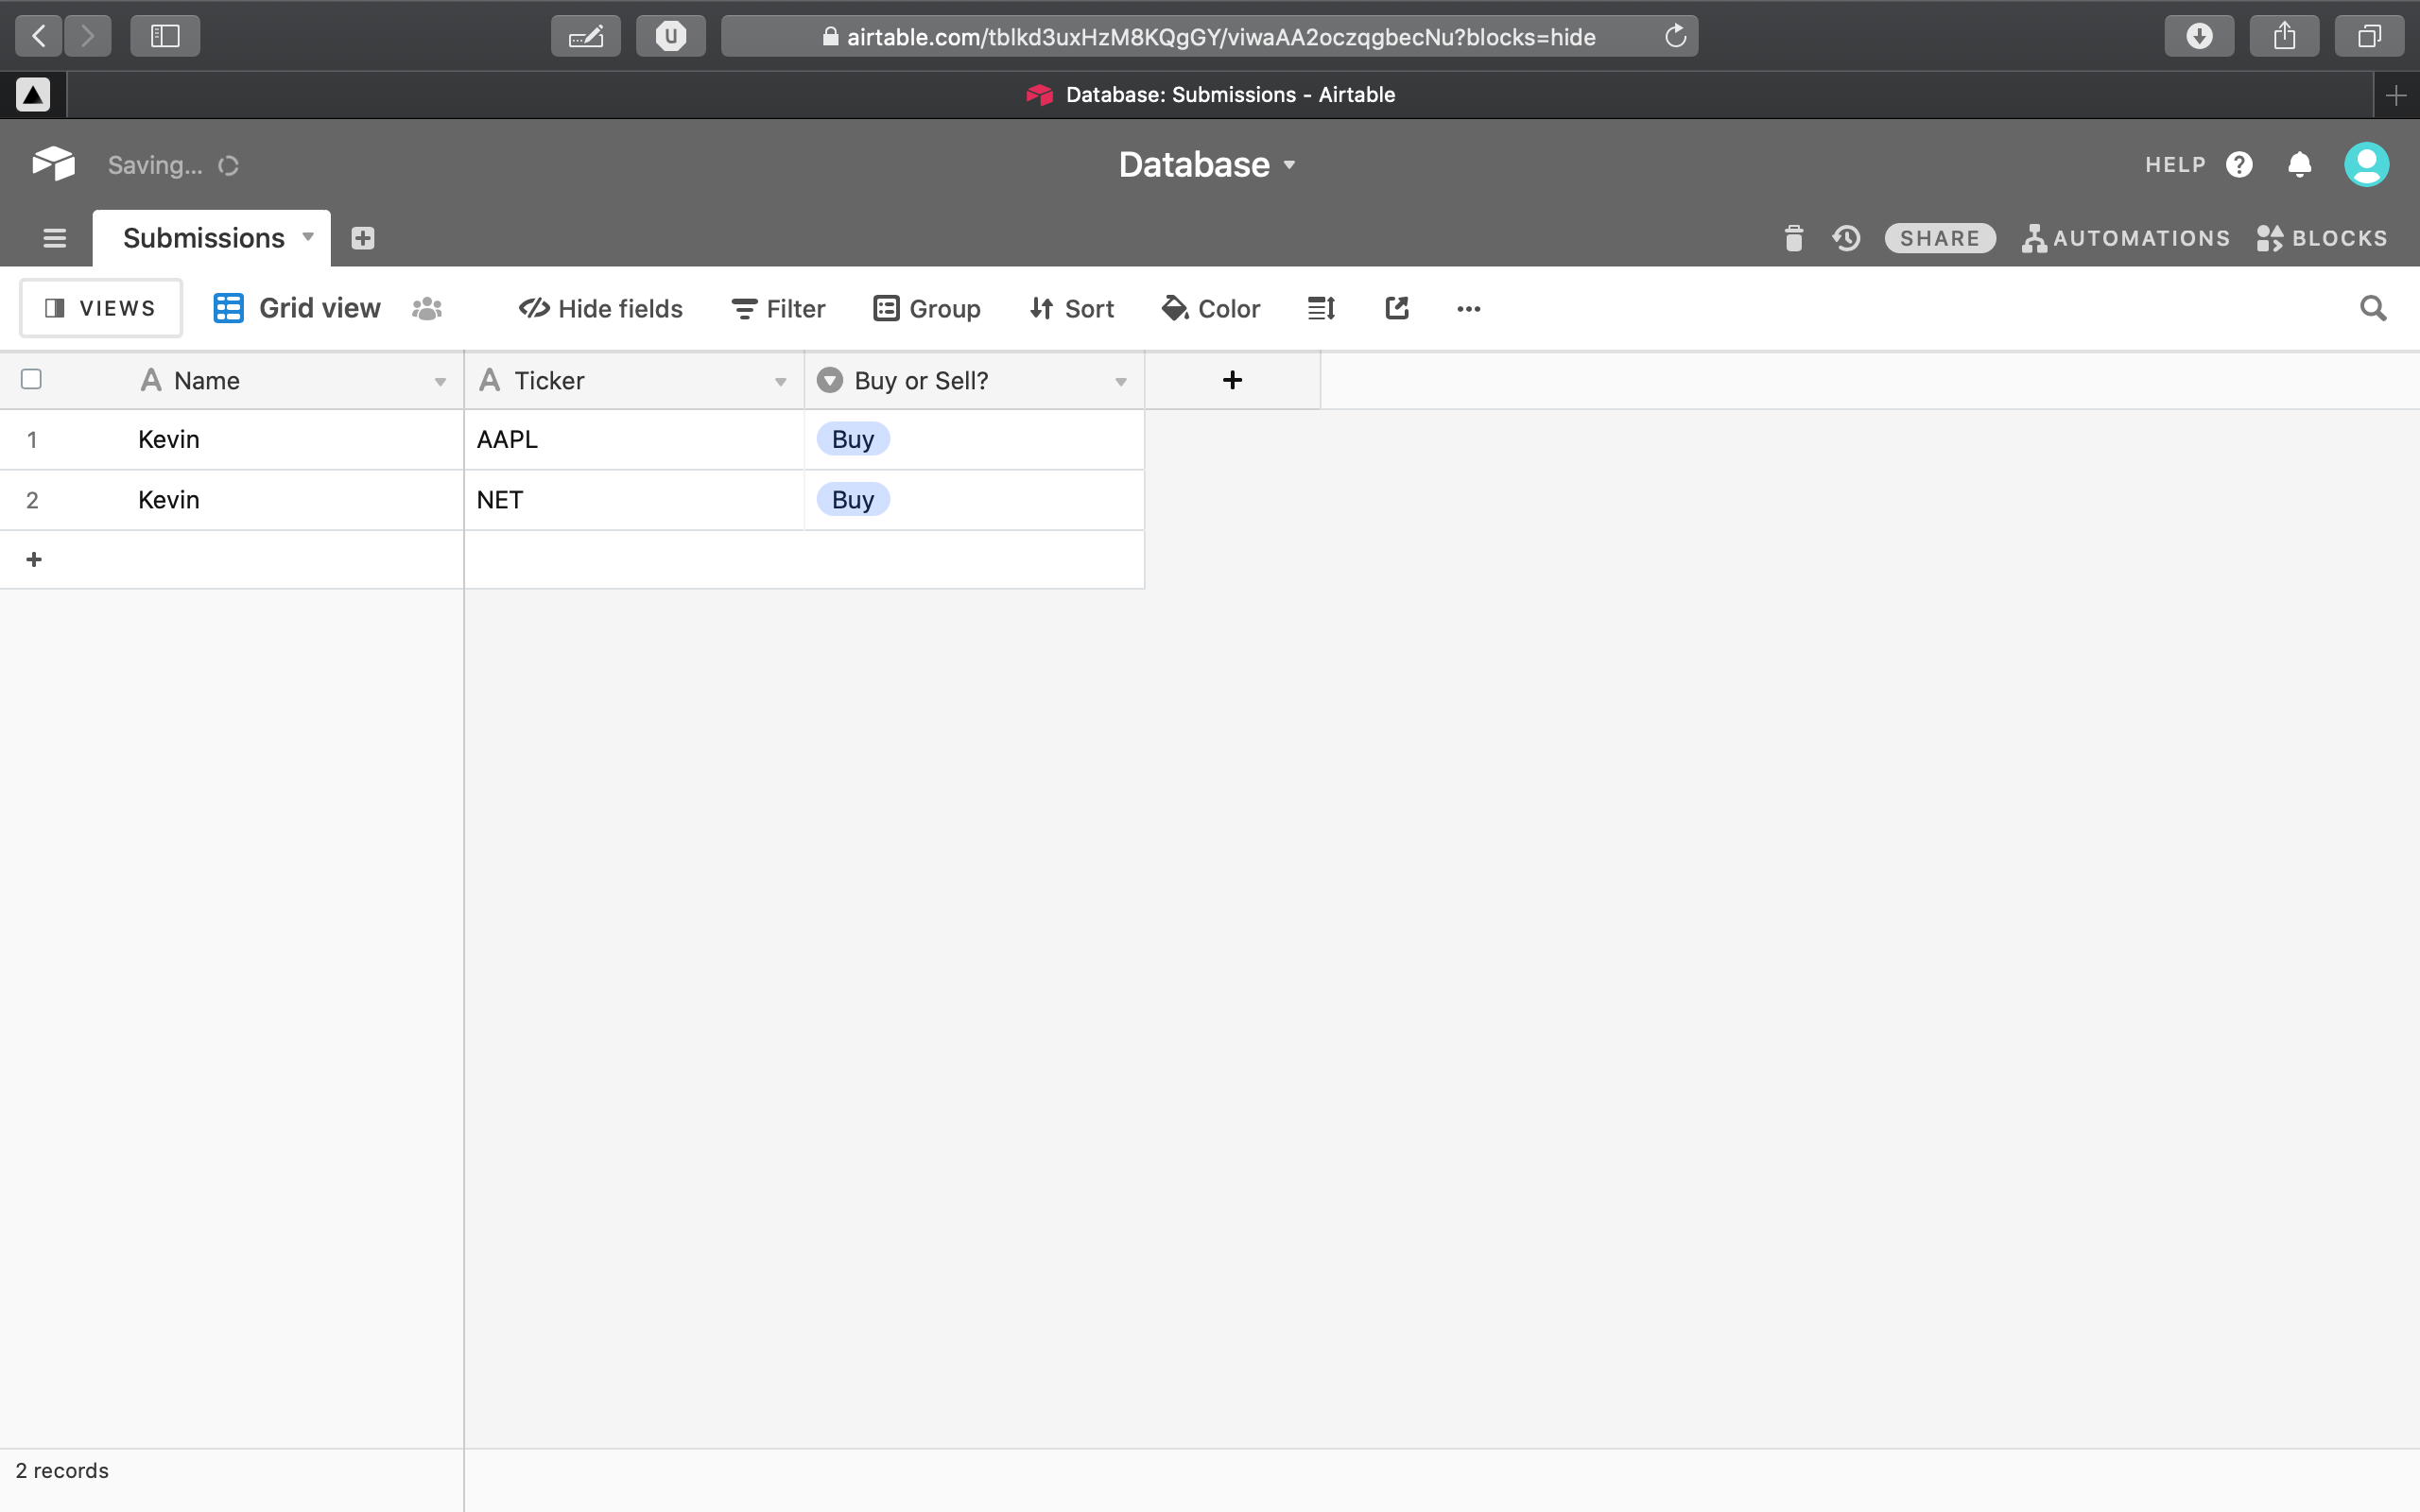 airtable.com/tblkd3uxHzM8KQgGY/viwaAA2oczqgbecNu?blocks=hide
Database: Submissions - Airtable
Saving...
Database
HELP
Submissions
SHARE
AUTOMATIONS
BLOCKS
VIEWS
Grid view
Hide fields
Filter
Group
Sort
Color
Name
Ticker
Buy or Sell?
1
Kevin
AAPL
Buy
2
Kevin
NET
Buy
2 records